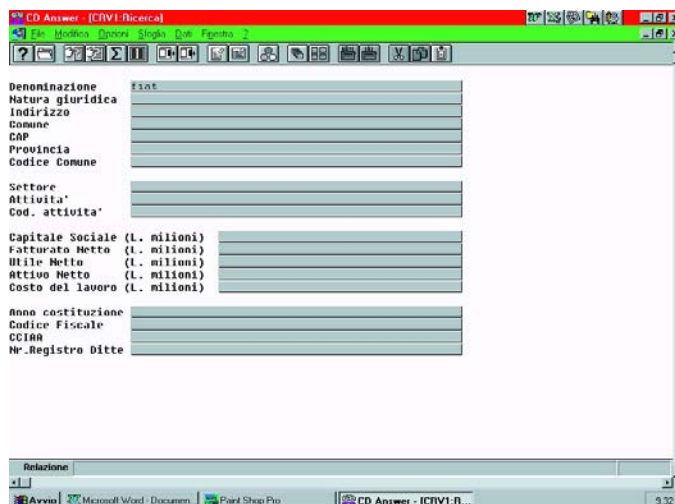 CD Answer - [CRV1:Ricerca]
File Modifica Opzioni Sfoglia Dati Finestra ?
Denominazione fiat
Natura giuridica
Indirizzo
Comune
CAP
Provincia
Codice Comune
Settore
Attivita'
Cod. attivita'
Capitale Sociale (L. milioni)
Fatturato Netto (L. milioni)
Utile Netto (L. milioni)
Attivo Netto (L. milioni)
Costo del lavoro (L. milioni)
Anno costituzione
Codice Fiscale
CCIAA
Nr.Registro Ditte
Relazione
Avvio Microsoft Word - Documen... Paint Shop Pro CD Answer - [CRV1:R... 9.32